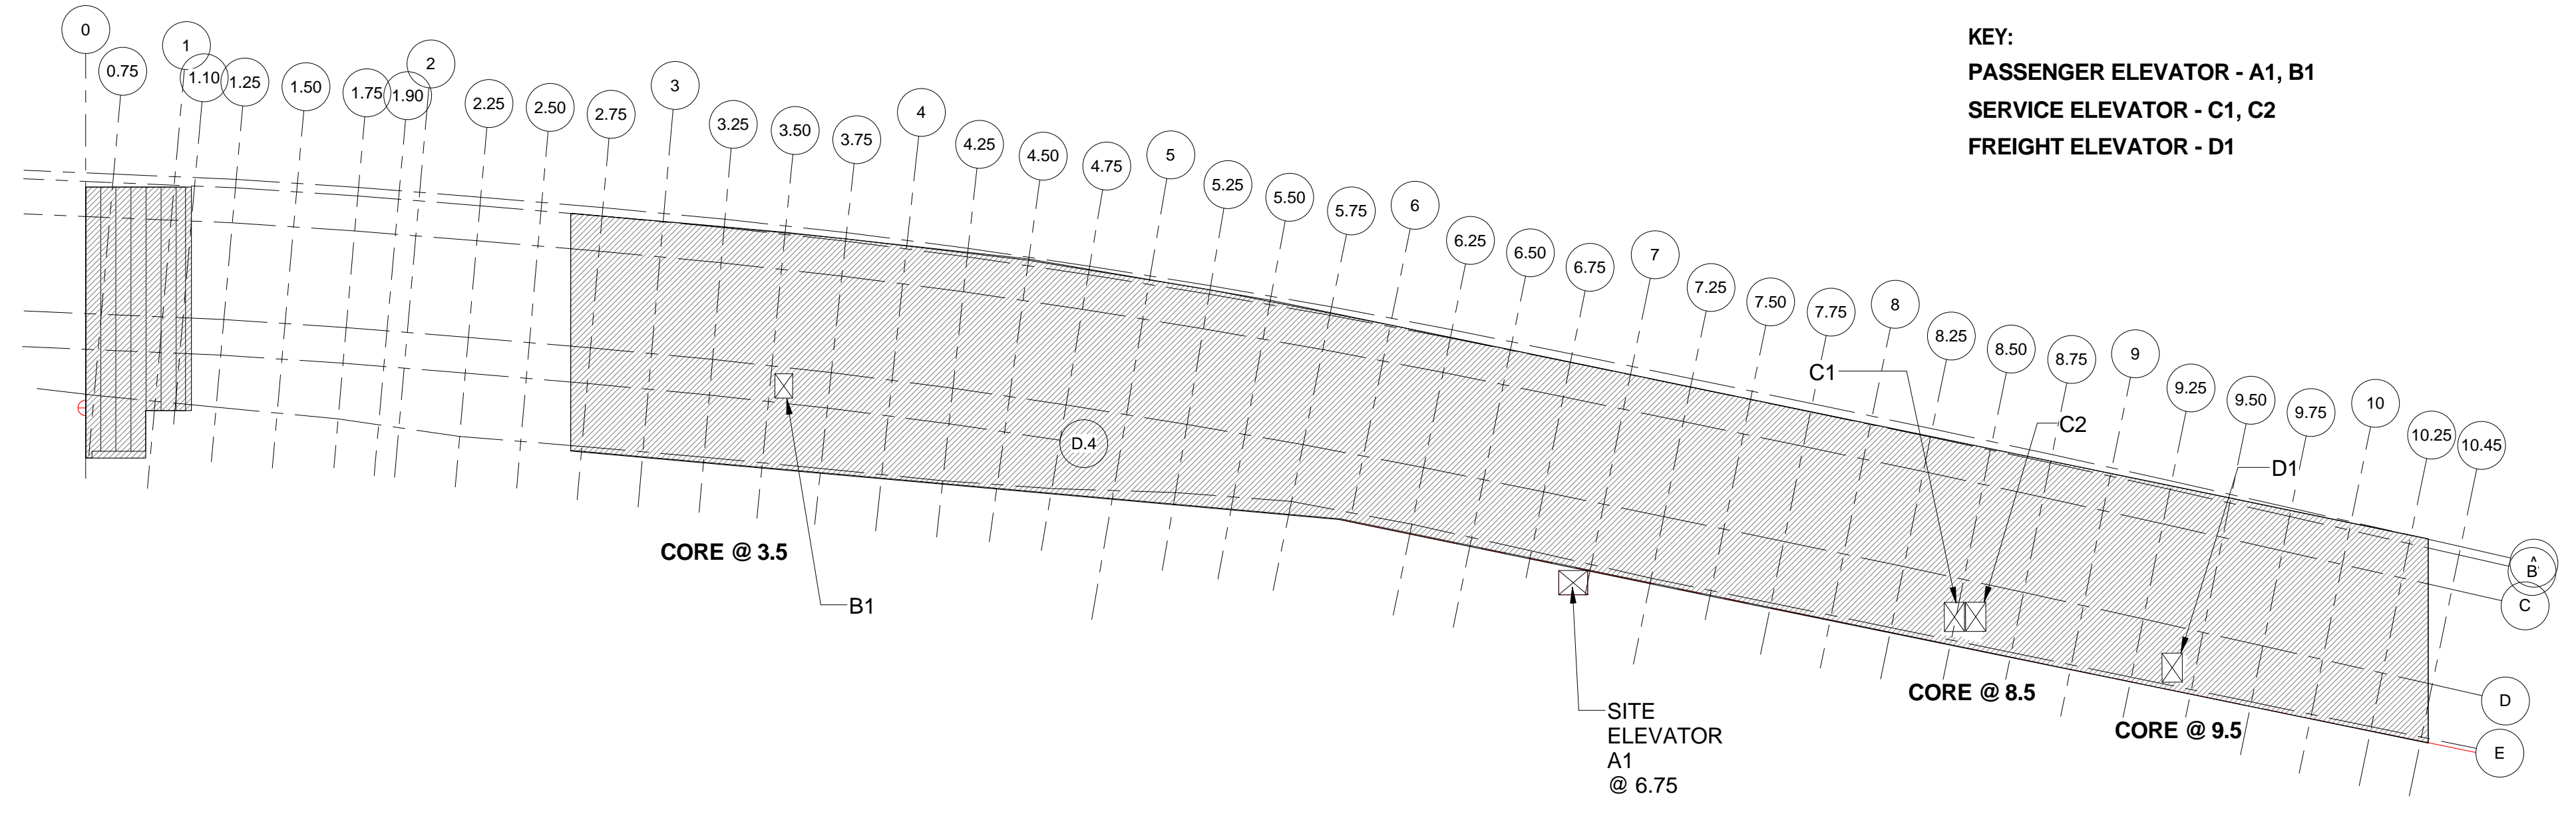 KEY:
PASSENGER ELEVATOR - A1, B1
SERVICE ELEVATOR - C1, C2
FREIGHT ELEVATOR - D1
0
0.75
1
1.10
1.25
1.50
1.75
1.90
2
2.25
2.50
2.75
3
3.25
3.50
3.75
4
4.25
4.50
4.75
5
5.25
5.50
5.75
6
6.25
6.50
6.75
7
7.25
7.50
7.75
8
8.25
8.50
8.75
9
9.25
9.50
9.75
10
10.25
10.45
C1
C2
D1
D.4
CORE @ 3.5
B1
A
B
C
D
E
CORE @ 8.5
CORE @ 9.5
SITE
ELEVATOR
A1
@ 6.75